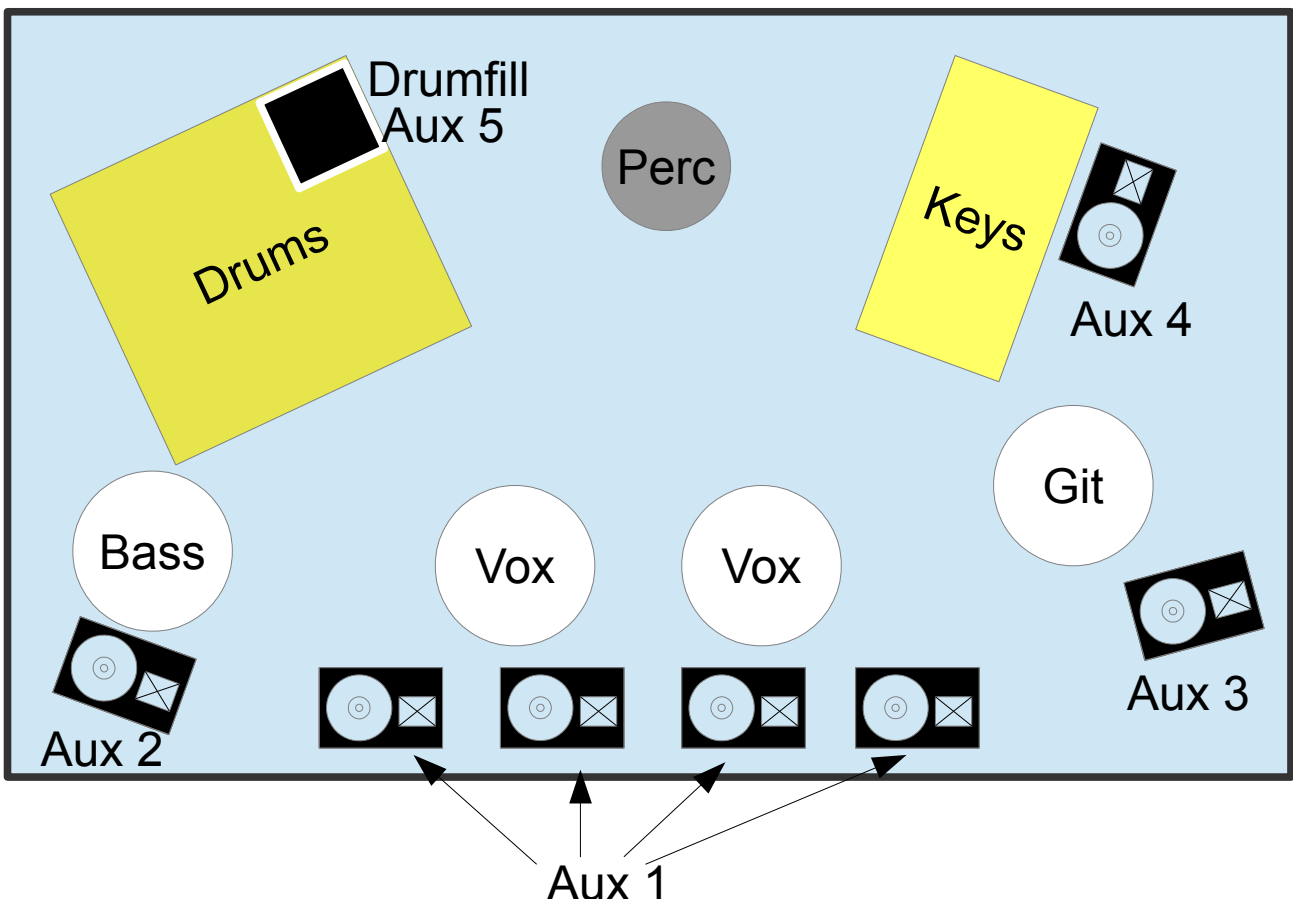 Drumfill
Aux 5
Perc
Keys
Drums
Aux 4
Git
Bass
Vox
Vox
Aux 3
Aux 2
Aux 1